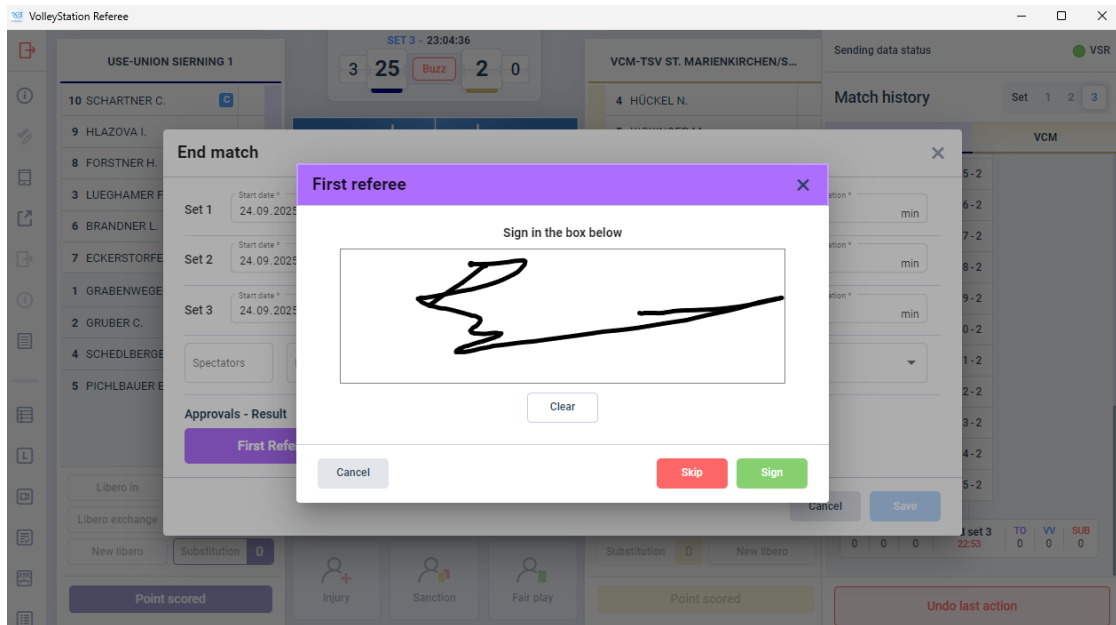 VolleyStation Referee
USE-UNION SIERNING 1
SET 3 - 23:04:36
3 25 Buzz 2 0
VCM-TSV ST. MARIENKIRCHEN/S...
Sending data status VSR
Match history Set 1 2 3
VCM
10 SCHARTNER C. C
9 HLAZOVA I.
8 FORSTNER H.
3 LUEGHAMER F
6 BRANDNER L.
7 ECKERSTORFE
1 GRABENWEGE
2 GRUBER C.
4 SCHEDLBERGE
5 PICHLBAUER E
4 HÜCKEL N.
End match
First referee
Sign in the box below
Set 1 Start date * 24.09.2025 ation * min
Set 2 Start date * 24.09.2025 ation * min
Set 3 Start date * 24.09.2025 ation * min
Spectators
Approvals - Result
First Refe
Clear
Cancel Skip Sign
Cancel Save
5-2
6-2
7-2
8-2
9-2
0-2
1-2
2-2
3-2
4-2
5-2
Libero in
Libero exchange
New libero Substitution 0
Substitution 0 New libero
0 0 0 d set 3 22:53 TO 0 VV 0 SUB 0
Point scored
Injury Sanction Fair play
Point scored
Undo last action